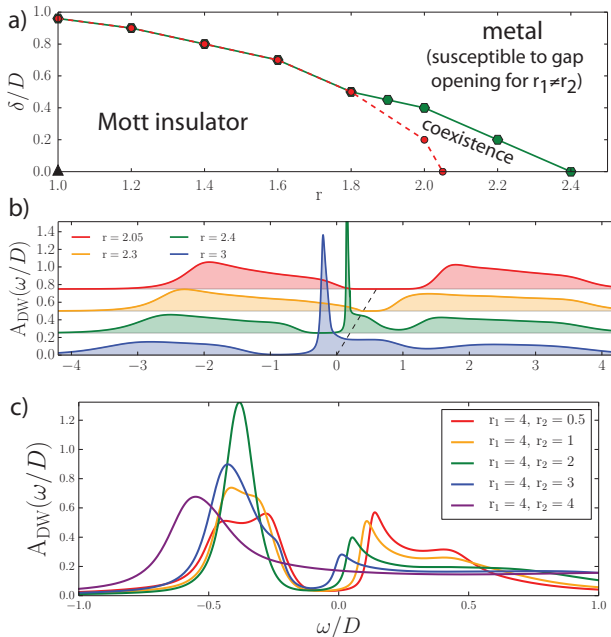 a)
1.0
0.8
0.6
0.4
0.2
0.0
δ/D
metal
(susceptible to gap
opening for r₁≠r₂)
Mott insulator
coexistence
1.0 1.2 1.4 1.6 1.8 2.0 2.2 2.4
r
b)
1.4
1.2
1.0
0.8
0.6
0.4
0.2
0.0
A_DW(ω/D)
r = 2.05 r = 2.4
r = 2.3 r = 3
−4 −3 −2 −1 0 1 2 3 4
c)
1.2
1.0
0.8
0.6
0.4
0.2
0.0
A_DW(ω/D)
r₁ = 4, r₂ = 0.5
r₁ = 4, r₂ = 1
r₁ = 4, r₂ = 2
r₁ = 4, r₂ = 3
r₁ = 4, r₂ = 4
−1.0 −0.5 0.0 0.5 1.0
ω/D